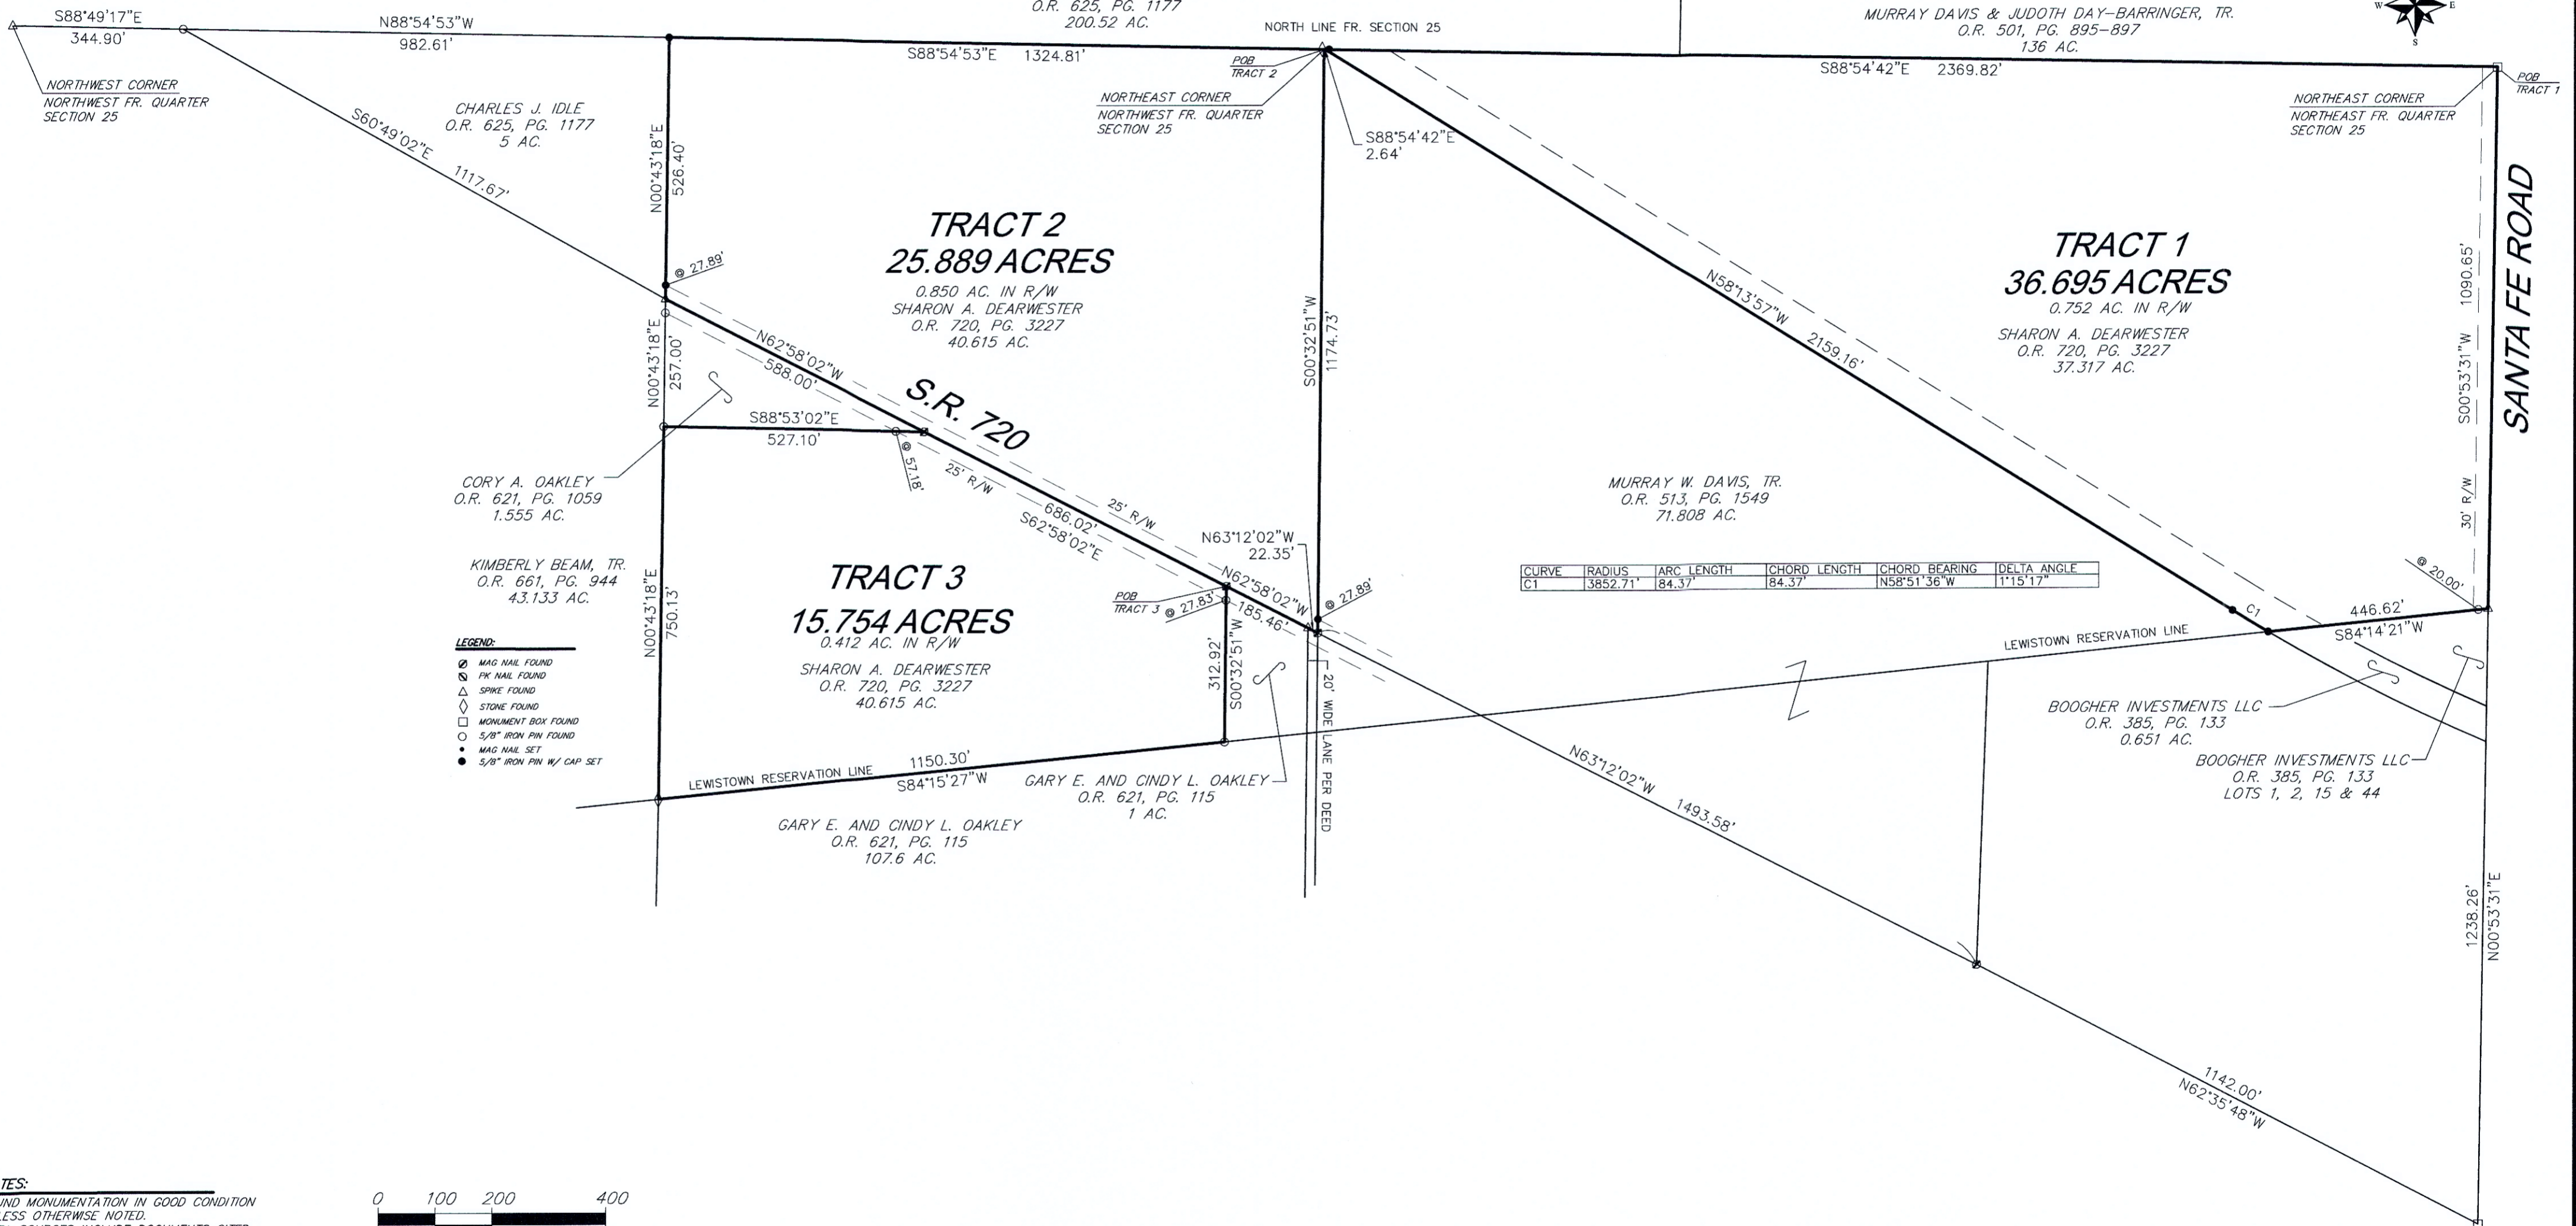 O.R. 625, PG. 1177
200.52 AC.
S88°49'17"E
344.90'
N88°54'53"W
982.61'
S88°54'53"E 1324.81'
NORTH LINE FR. SECTION 25
MURRAY DAVIS & JUDOTH DAY-BARRINGER, TR.
O.R. 501, PG. 895-897
136 AC.
W E
S
S88°54'42"E 2369.82'
POB
TRACT 1
NORTHWEST CORNER
NORTHWEST FR. QUARTER
SECTION 25
POB
TRACT 2
NORTHEAST CORNER
NORTHWEST FR. QUARTER
SECTION 25
NORTHEAST CORNER
NORTHEAST FR. QUARTER
SECTION 25
S88°54'42"E
2.64'
CHARLES J. IDLE
O.R. 625, PG. 1177
5 AC.
S60°49'02"E
1117.67'
N00°43'18"E
526.40'
@ 27.89'
TRACT 2
25.889 ACRES
0.850 AC. IN R/W
SHARON A. DEARWESTER
O.R. 720, PG. 3227
40.615 AC.
TRACT 1
36.695 ACRES
0.752 AC. IN R/W
SHARON A. DEARWESTER
O.R. 720, PG. 3227
37.317 AC.
SANTA FE ROAD
S00°53'31"W 1090.65'
30' R/W
N58°13'57"W
2159.16'
S00°32'51"W
1174.73'
N00°43'18"E
257.00'
N62°58'02"W
588.00'
S.R. 720
S88°53'02"E
527.10'
@ 57.18'
25' R/W
25' R/W
686.02'
S62°58'02"E
CORY A. OAKLEY
O.R. 621, PG. 1059
1.555 AC.
KIMBERLY BEAM, TR.
O.R. 661, PG. 944
43.133 AC.
MURRAY W. DAVIS, TR.
O.R. 513, PG. 1549
71.808 AC.
N63°12'02"W
22.35'
N62°58'02"W
185.46'
@ 27.89'
POB
TRACT 3
@ 27.83'
TRACT 3
15.754 ACRES
0.412 AC. IN R/W
SHARON A. DEARWESTER
O.R. 720, PG. 3227
40.615 AC.
N00°43'18"E
750.13'
312.92'
S00°32'51"W
CURVE RADIUS ARC LENGTH CHORD LENGTH CHORD BEARING DELTA ANGLE
C1 3852.71' 84.37' 84.37' N58°51'36"W 1°15'17"
@ 20.00'
C1
446.62'
S84°14'21"W
LEWISTOWN RESERVATION LINE
LEGEND:
MAG NAIL FOUND
PK NAIL FOUND
SPIKE FOUND
STONE FOUND
MONUMENT BOX FOUND
5/8" IRON PIN FOUND
MAG NAIL SET
5/8" IRON PIN W/ CAP SET
LEWISTOWN RESERVATION LINE
1150.30'
S84°15'27"W
GARY E. AND CINDY L. OAKLEY
O.R. 621, PG. 115
1 AC.
GARY E. AND CINDY L. OAKLEY
O.R. 621, PG. 115
107.6 AC.
20' WIDE LANE PER DEED
BOOGHER INVESTMENTS LLC
O.R. 385, PG. 133
0.651 AC.
BOOGHER INVESTMENTS LLC
O.R. 385, PG. 133
LOTS 1, 2, 15 & 44
N63°12'02"W
1493.58'
1238.26'
N00°53'31"E
1142.00'
N62°35'48"W
TES:
UND MONUMENTATION IN GOOD CONDITION
LESS OTHERWISE NOTED.
0 100 200 400